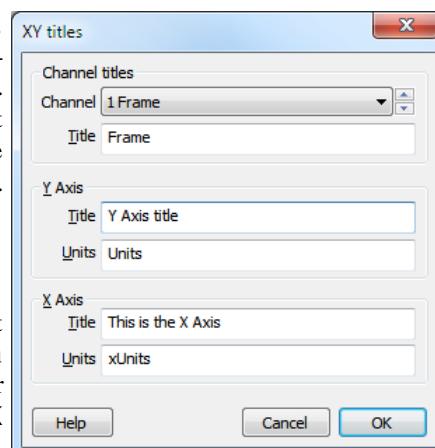 XY titles
Channel titles
Channel 1 Frame
Title Frame
Y Axis
Title Y Axis title
Units Units
X Axis
Title This is the X Axis
Units xUnits
Help Cancel OK